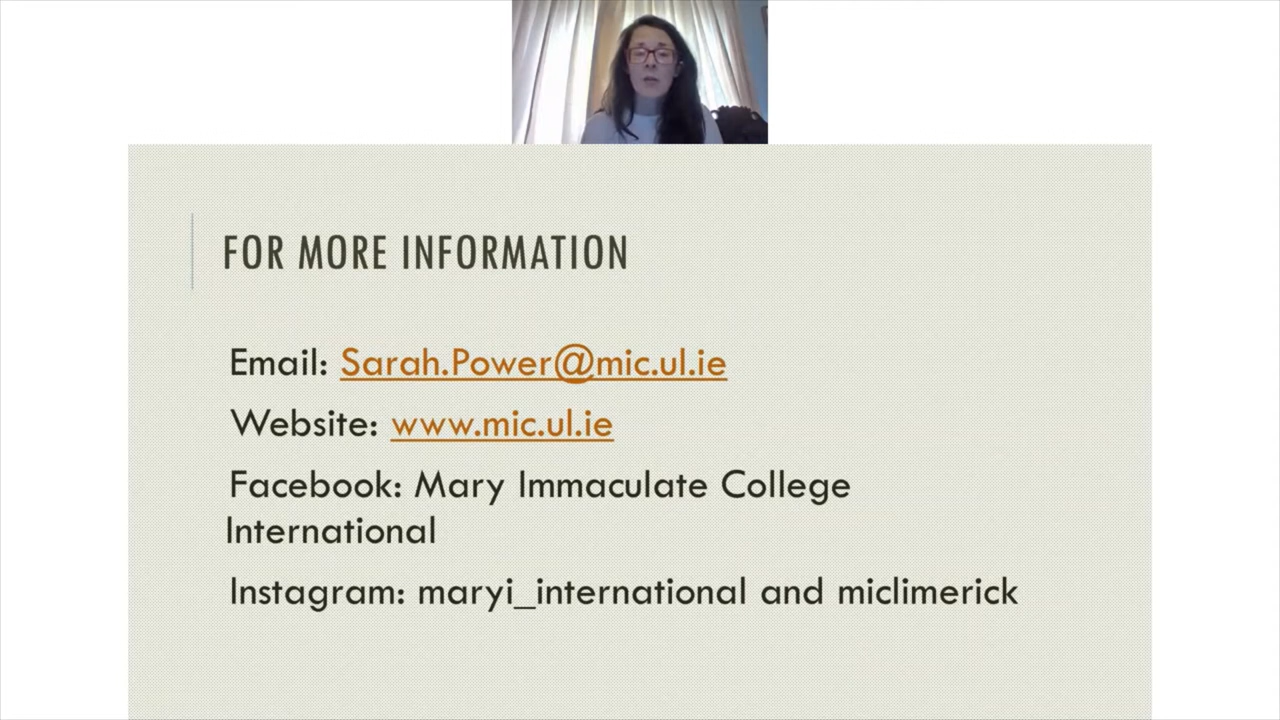 FOR MORE INFORMATION
Email: Sarah.Power@mic.ul.ie
Website: www.mic.ul.ie
Facebook: Mary Immaculate College
International
Instagram: maryi_international and miclimerick